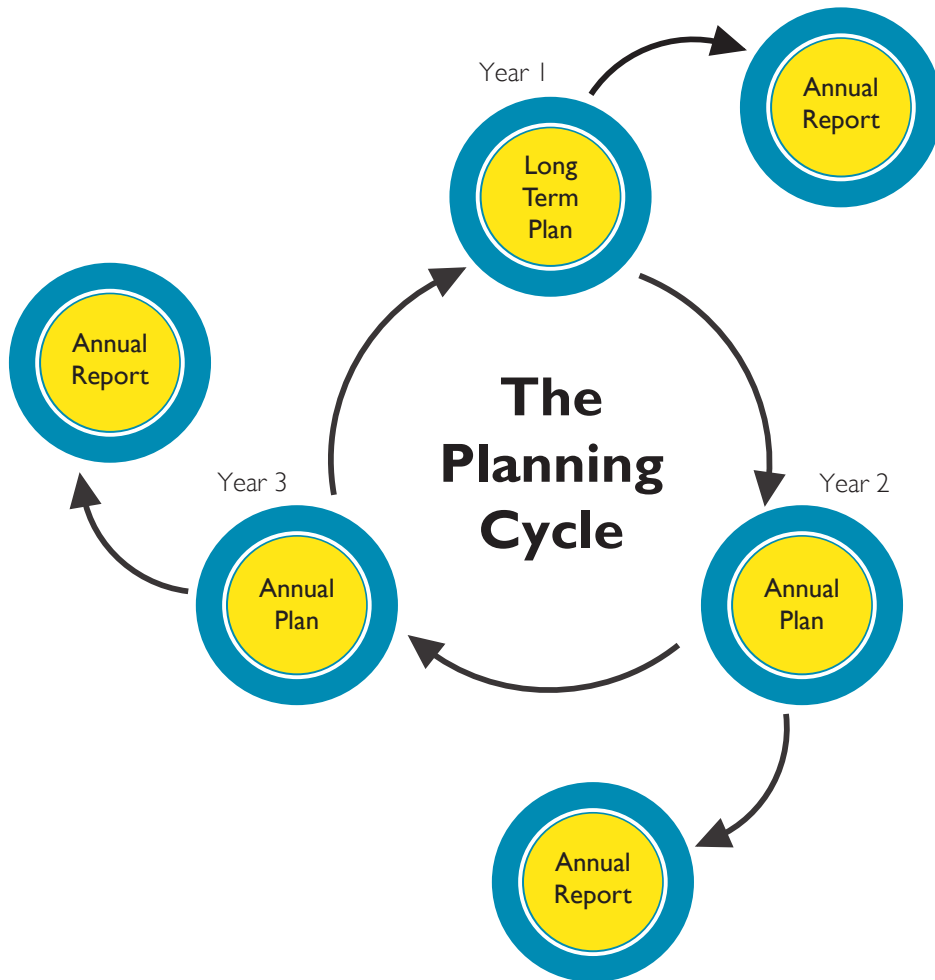 Year 1
Long
Term
Plan
Annual
Report
The
Planning
Cycle
Year 2
Annual
Plan
Annual
Report
Year 3
Annual
Plan
Annual
Report